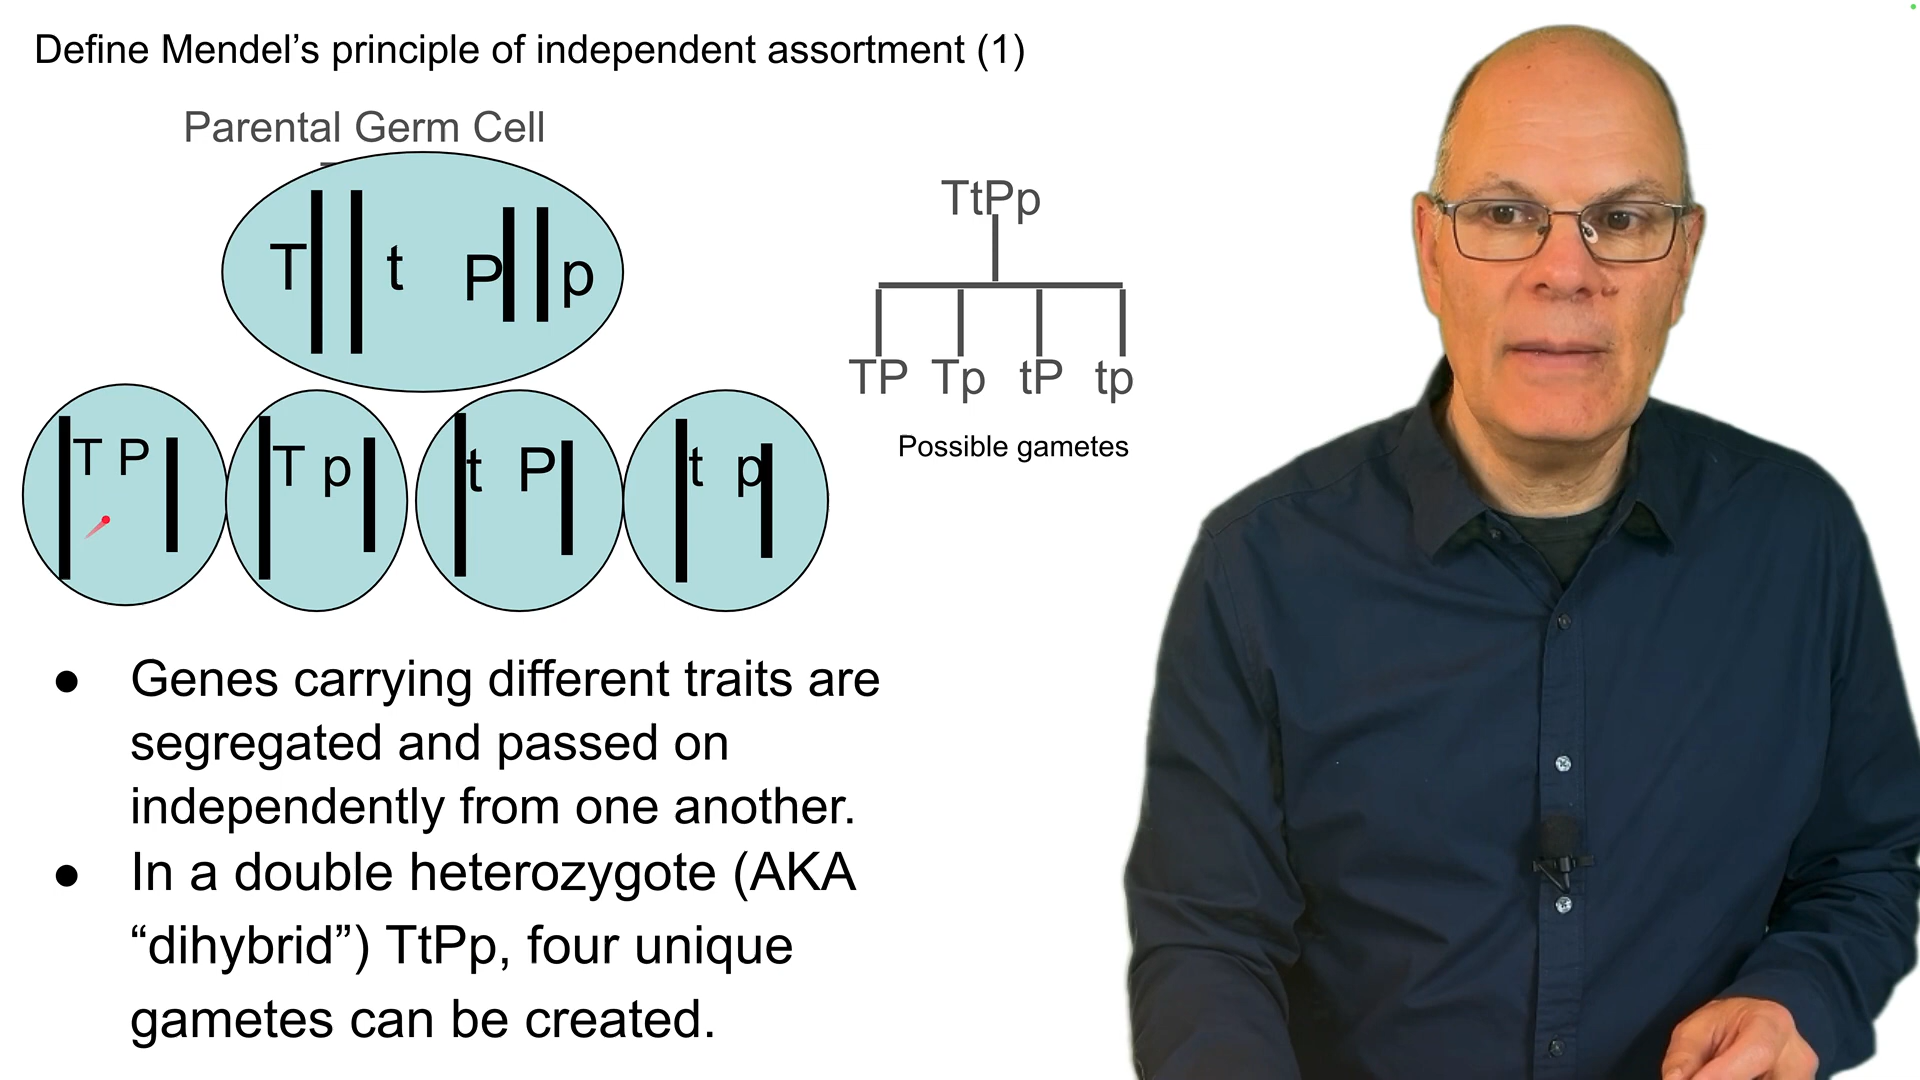 Define Mendel’s principle of independent assortment (1)
Parental Germ Cell
T t P p
T P
T p
t P
t p
TtPp
TP Tp tP tp
Possible gametes
● Genes carrying different traits are
segregated and passed on
independently from one another.
● In a double heterozygote (AKA
“dihybrid”) TtPp, four unique
gametes can be created.